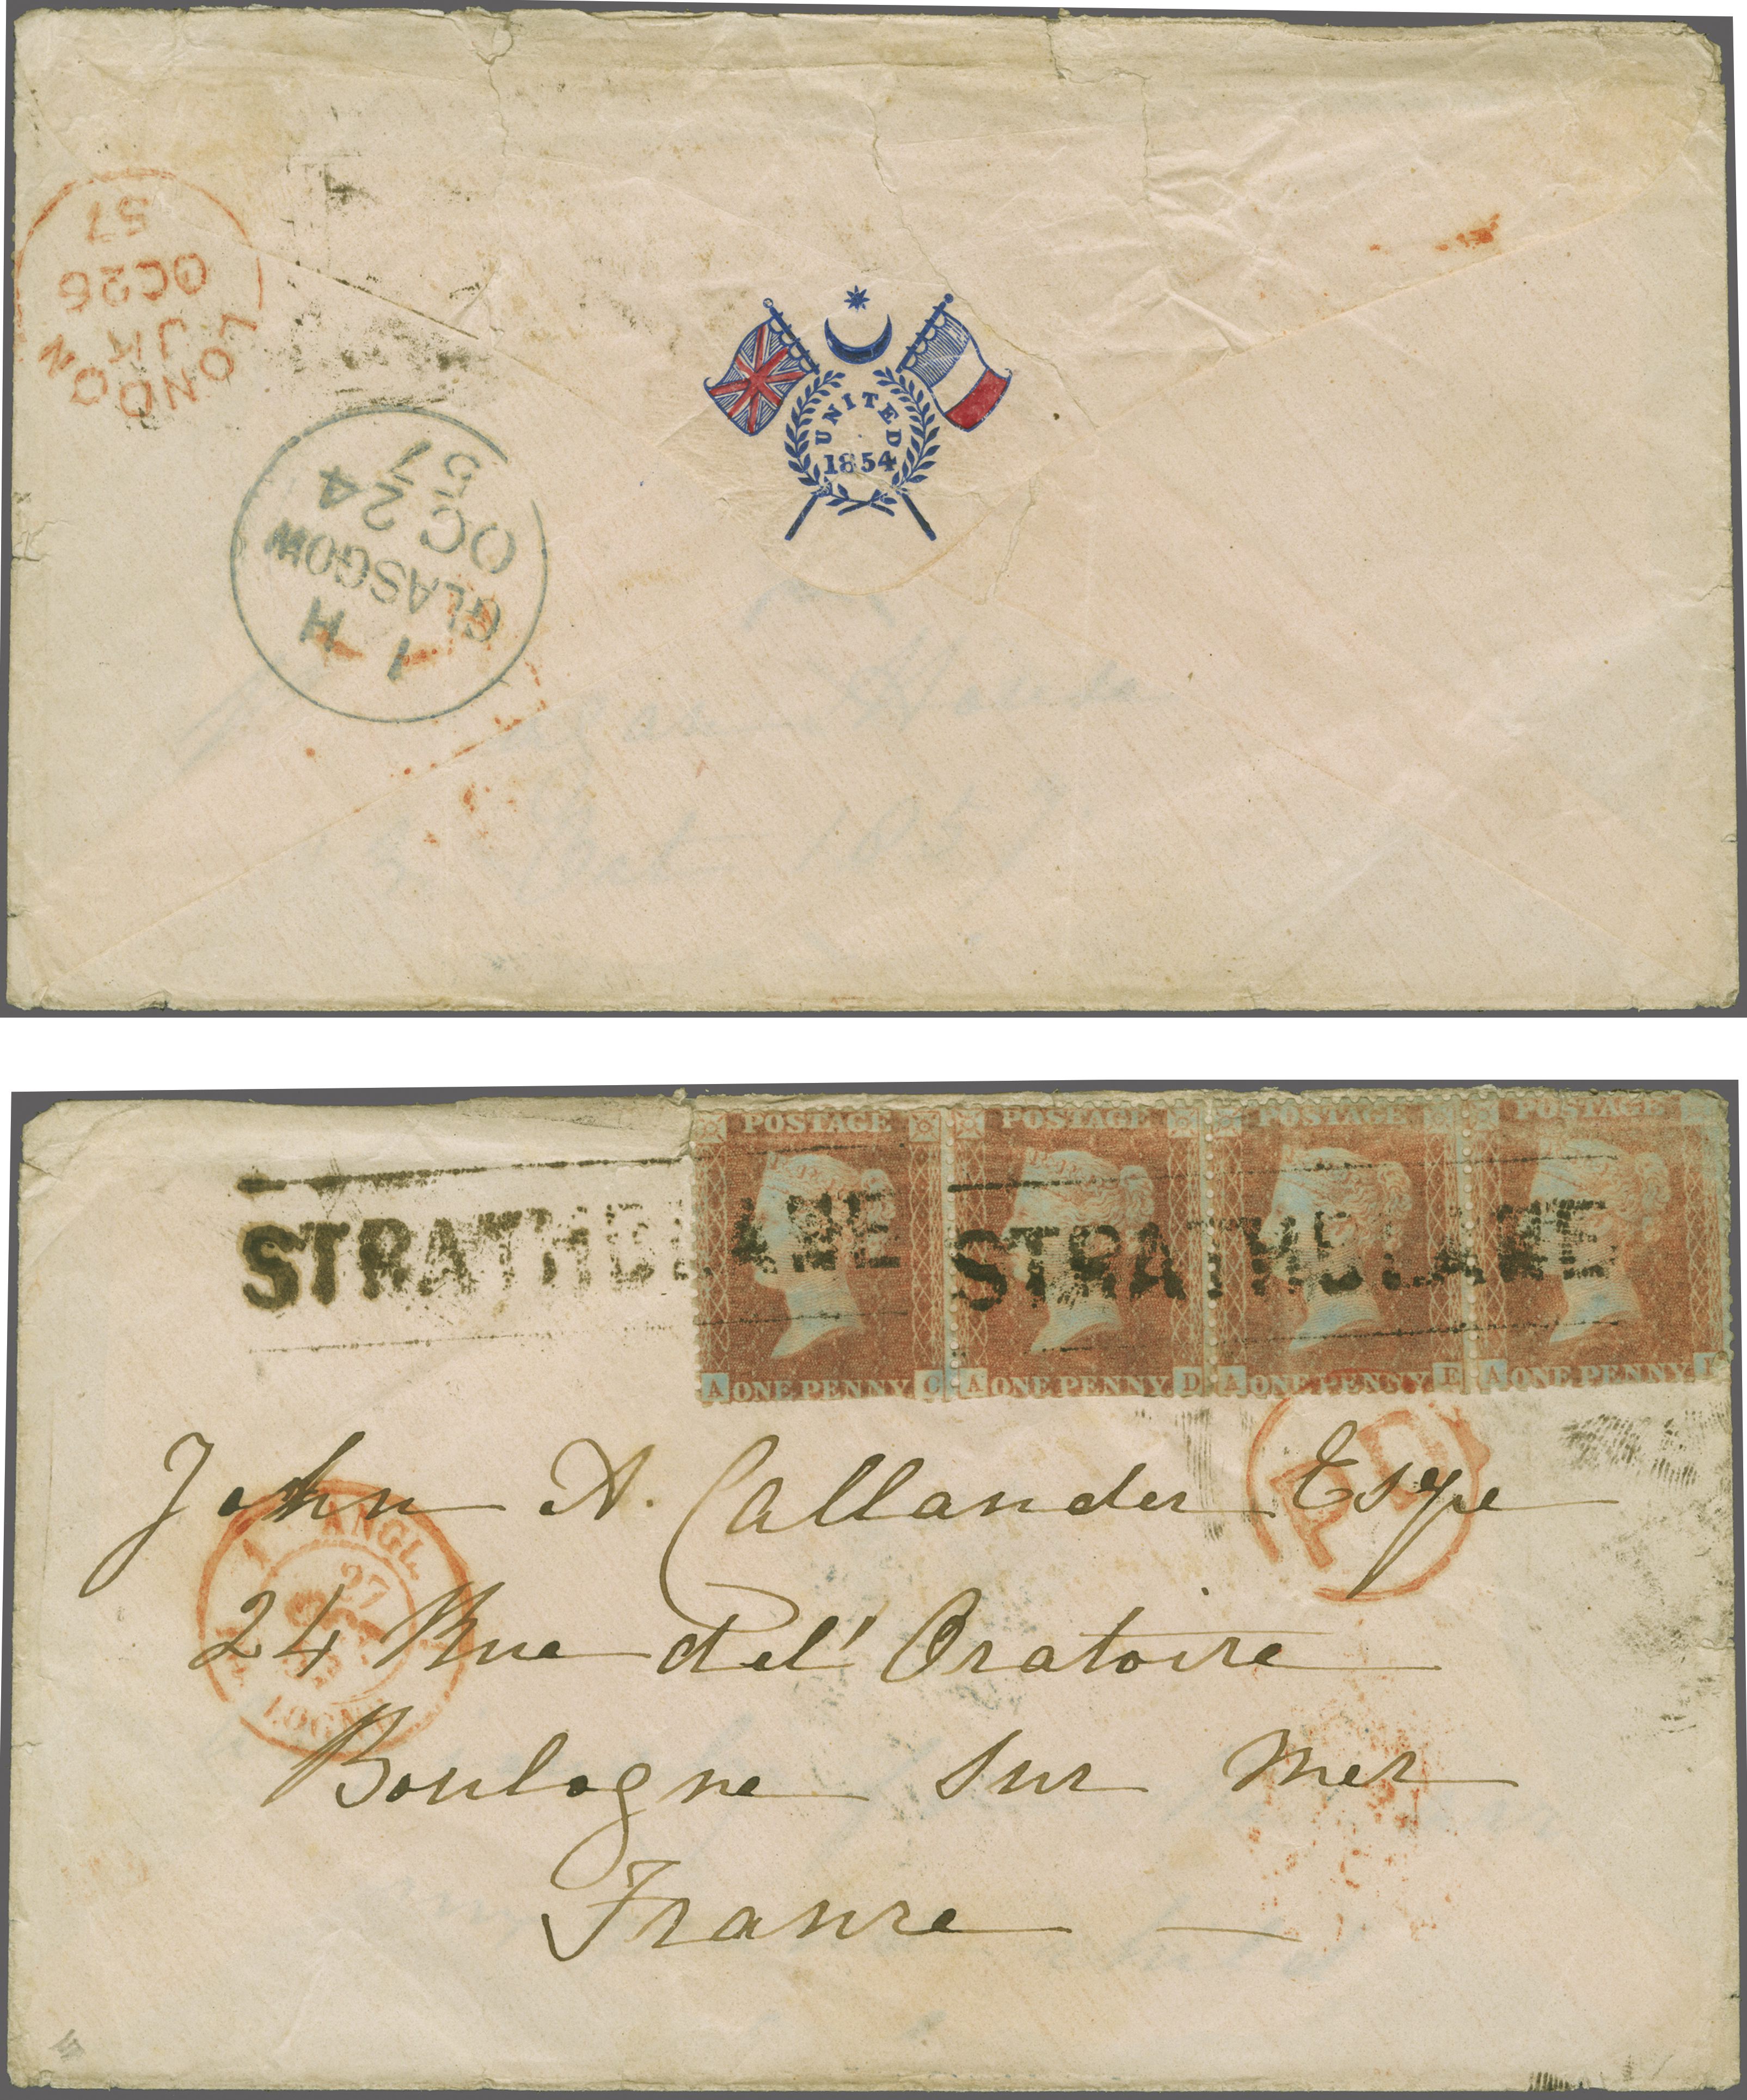 LONDON
JK
OC 26
57
1 H
GLASGOW
OC 24
57
UNITED
1854
POSTAGE POSTAGE POSTAGE POSTAGE
STRATHBLANE STRATHBLANE
A ONE PENNY C A ONE PENNY D A ONE PENNY E A ONE PENNY
PD
John A. Callander Esqre
ANGL.
27
24 Rue del' Oratoire
Boulogne sur mer
France